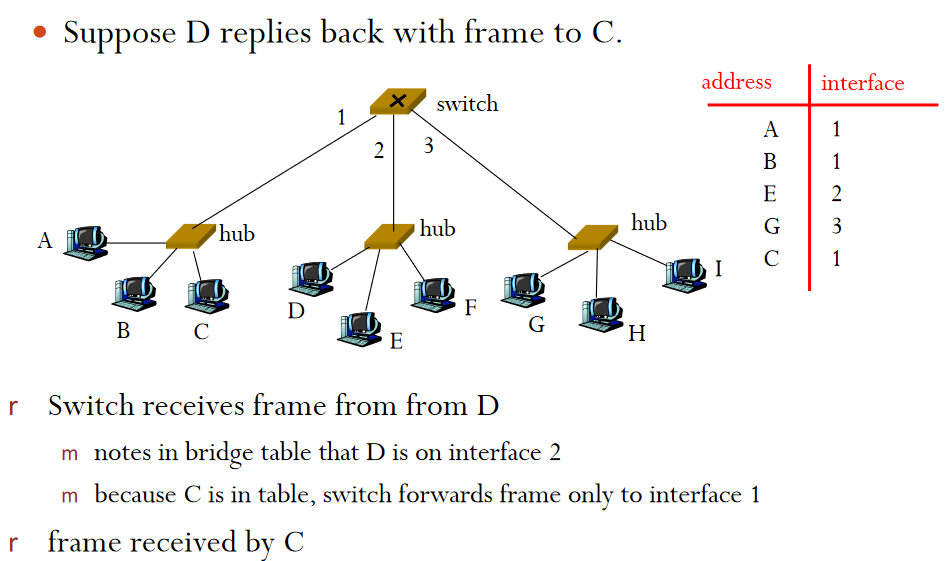 • Suppose D replies back with frame to C.
address interface
switch
1
2 3
A 1
B 1
E 2
G 3
C 1
A hub hub hub
I
D F G H
B C E
r Switch receives frame from from D
m notes in bridge table that D is on interface 2
m because C is in table, switch forwards frame only to interface 1
r frame received by C